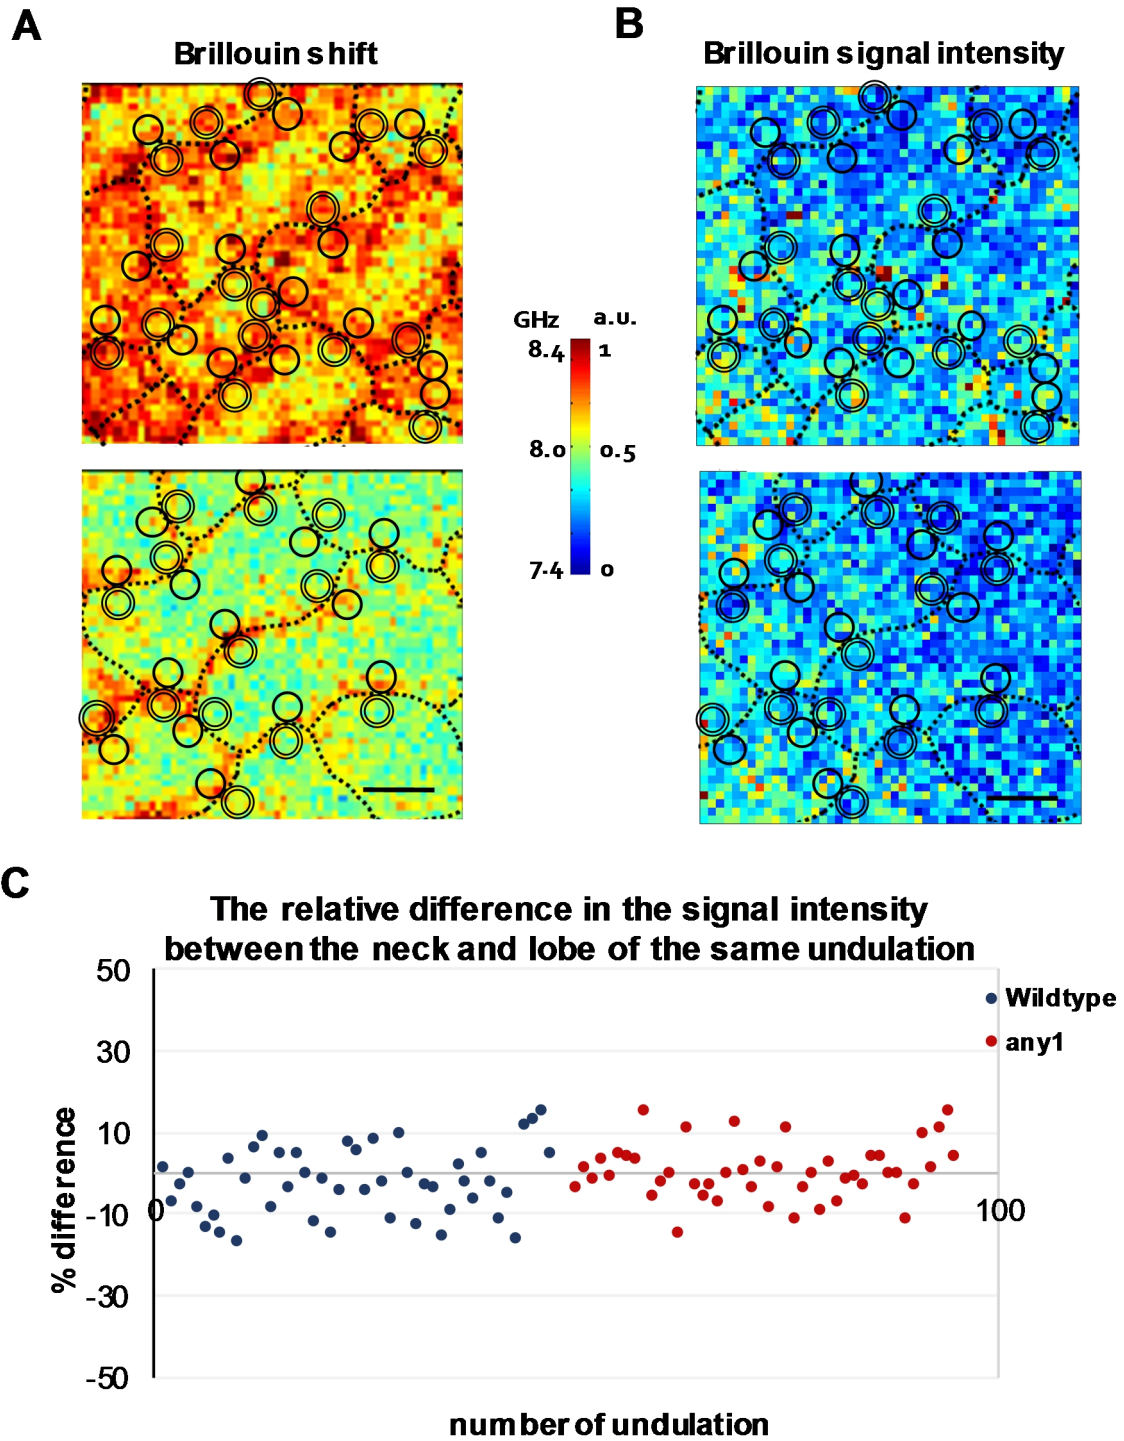 A
B
Brillouin shift
Brillouin signal intensity
GHz a.u.
8.4 1
8.0 0.5
7.4 0
C
The relative difference in the signal intensity
between the neck and lobe of the same undulation
50
30
10
-10
-30
-50
0
100
% difference
number of undulation
Wildtype
any1